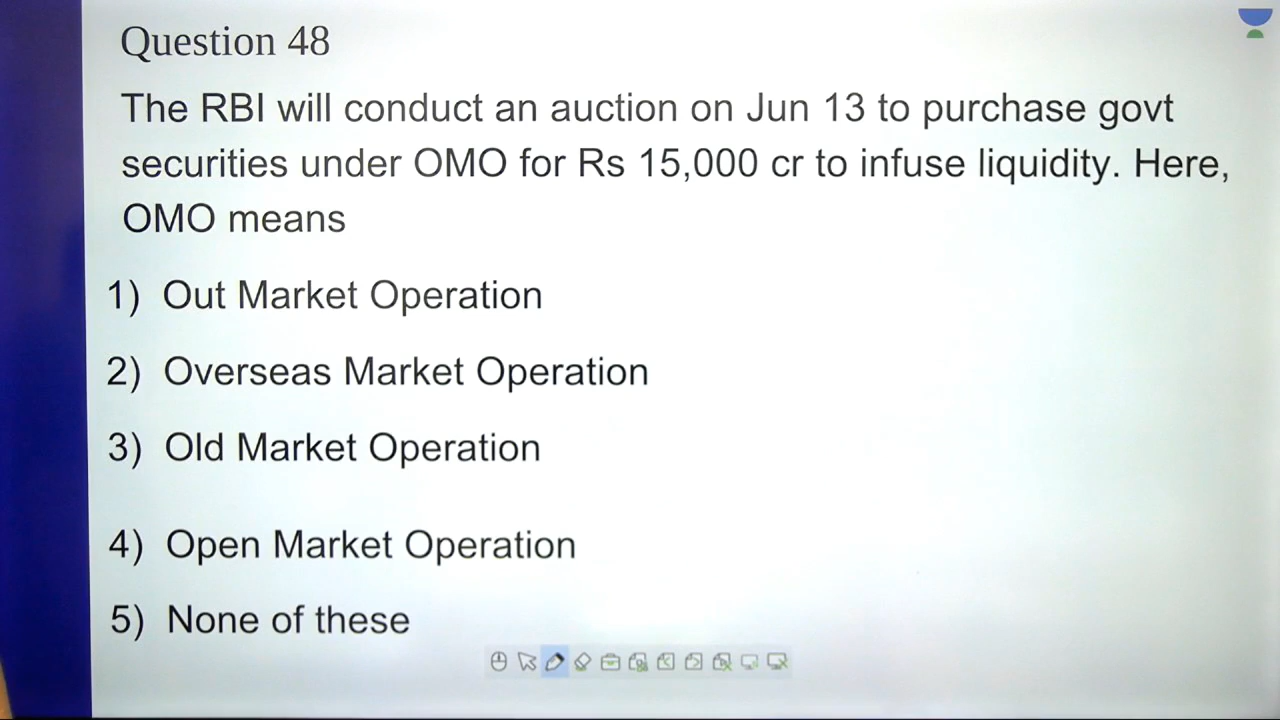 Question 48
The RBI will conduct an auction on Jun 13 to purchase govt
securities under OMO for Rs 15,000 cr to infuse liquidity. Here,
OMO means
1) Out Market Operation
2) Overseas Market Operation
3) Old Market Operation
4) Open Market Operation
5) None of these